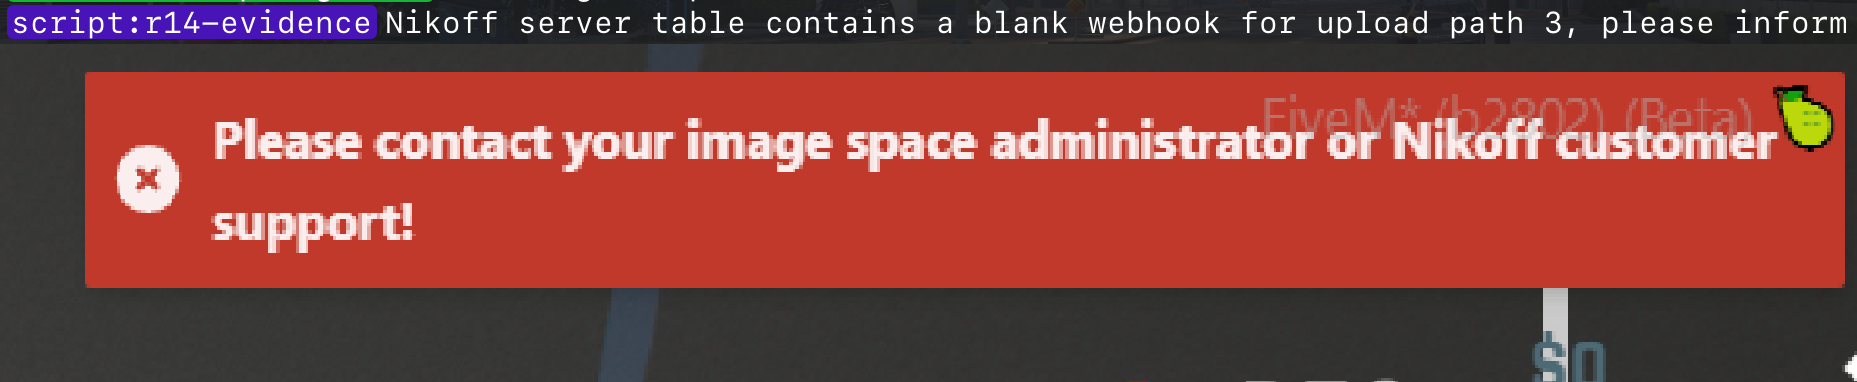 script:r14-evidence Nikoff server table contains a blank webhook for upload path 3, please inform
FiveM* (b2802) (Beta)
Please contact your image space administrator or Nikoff customer
support!
$0